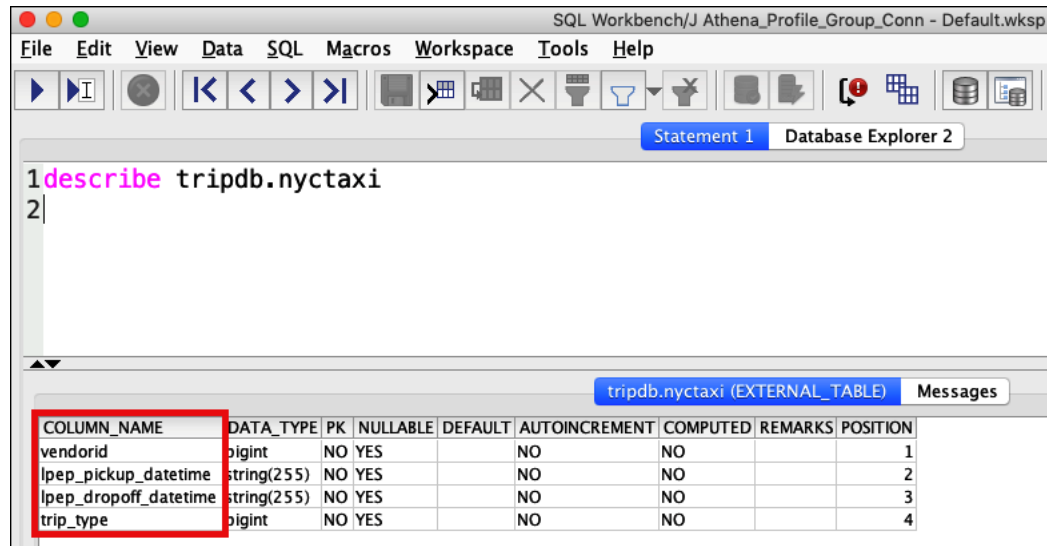 SQL Workbench/J Athena_Profile_Group_Conn - Default.wksp
File Edit View Data SQL Macros Workspace Tools Help
Statement 1 Database Explorer 2
1 describe tripdb.nyctaxi
2
tripdb.nyctaxi (EXTERNAL_TABLE) Messages
COLUMN_NAME DATA_TYPE PK NULLABLE DEFAULT AUTOINCREMENT COMPUTED REMARKS POSITION
vendorid bigint NO YES NO NO 1
lpep_pickup_datetime string(255) NO YES NO NO 2
lpep_dropoff_datetime string(255) NO YES NO NO 3
trip_type bigint NO YES NO NO 4